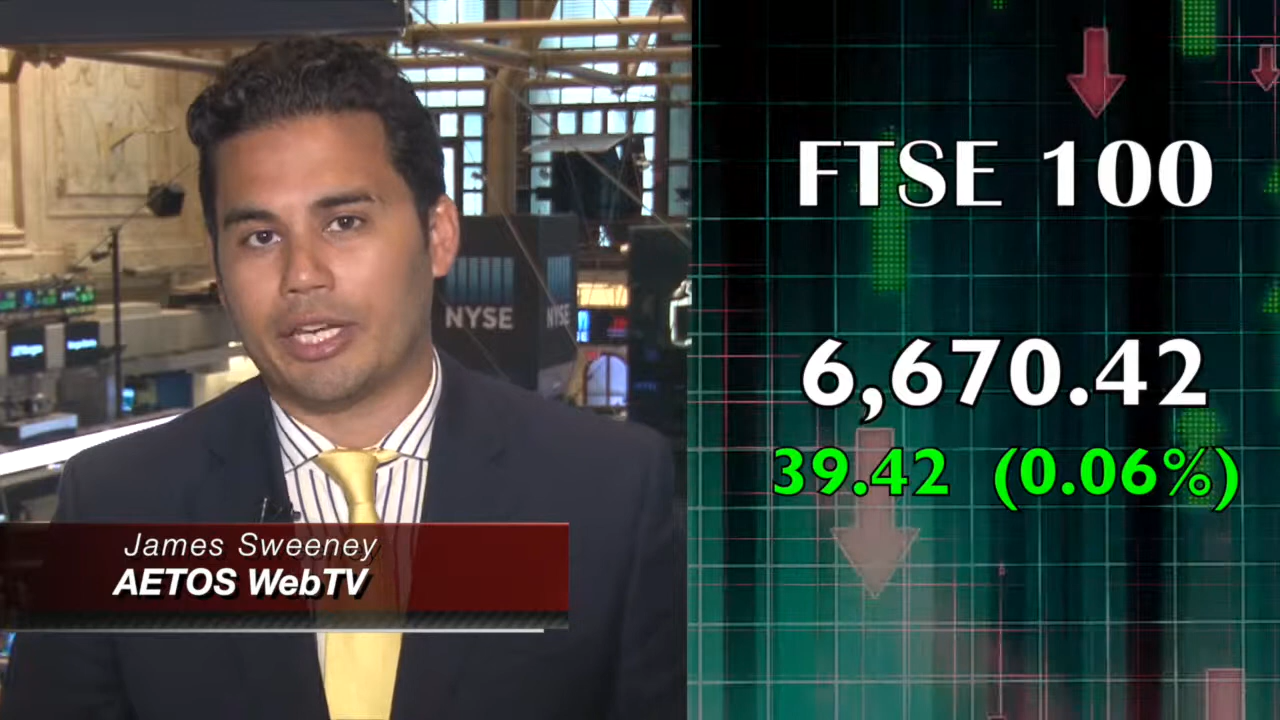 FTSE 100
6,670.42
39.42 (0.06%)
NYSE
NYSE
James Sweeney
AETOS WebTV